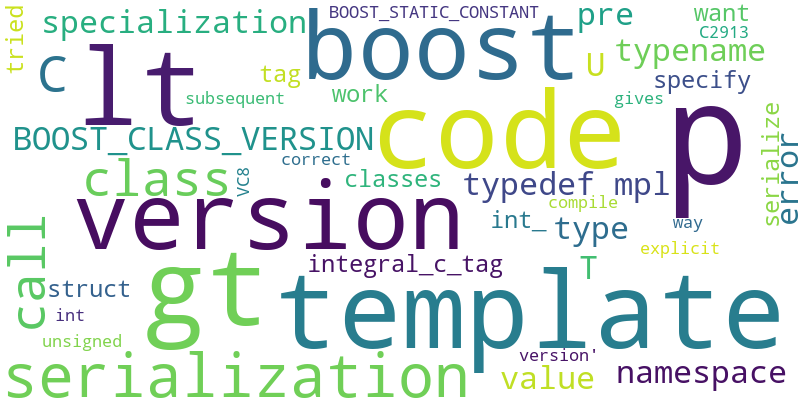 tried
specialization
BOOST_STATIC_CONSTANT
pre
want
C2913
boost
U
typename
C
lt
tag
work
specify
subsequent
gives
code
p
BOOST_CLASS_VERSION
serialize
error
correct
class
VC8
classes
typedef mpl
compile
version
int_
type
way
explicit
call
gt
integral_c_tag
T
struct
int
template
unsigned
version'
serialization
value
namespace